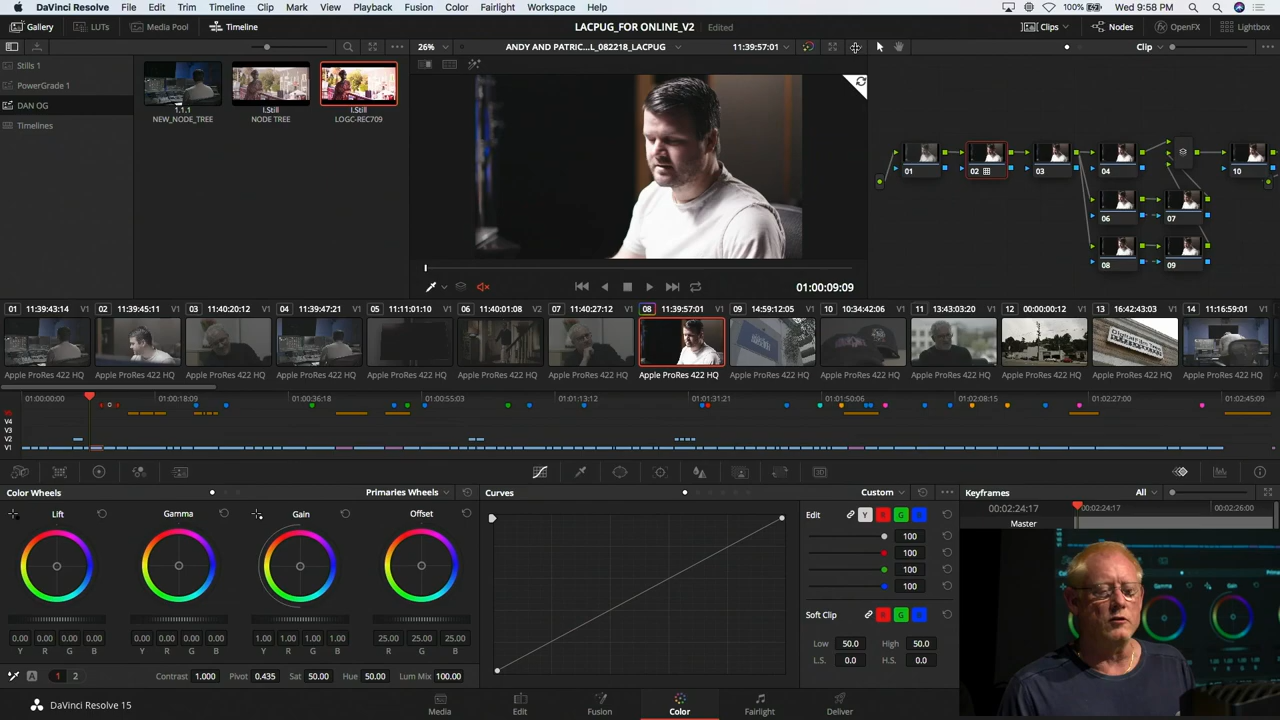 DaVinci Resolve File Edit Trim Timeline Clip Mark View Playback Fusion Color Fairlight Workspace Help 100% Wed 9:58 PM
Gallery LUTs Media Pool Timeline LACPUG_FOR ONLINE_V2 Edited Clips Nodes OpenFX Lightbox
26% ANDY AND PATRIC...L_082218_LACPUG 11:39:57:01 Clip
Stills 1
PowerGrade 1
DAN OG
Timelines
1.1.1 I.Still I.Still
NEW_NODE_TREE NODE TREE LOGC-REC709
01 02 03 04 10
06 07
08 09
01:00:09:09
01 11:39:43:14 V1 02 11:39:45:11 V1 03 11:40:20:12 V1 04 11:39:47:21 V1 05 11:11:01:10 V1 06 11:40:01:08 V2 07 11:40:27:12 V1 08 11:39:57:01 V1 09 14:59:12:05 V1 10 10:34:42:06 V1 11 13:43:03:20 V1 12 00:00:00:12 V1 13 16:42:43:03 V1 14 11:16:59:01 V1
Apple ProRes 422 HQ Apple ProRes 422 HQ Apple ProRes 422 HQ Apple ProRes 422 HQ Apple ProRes 422 HQ Apple ProRes 422 HQ Apple ProRes 422 HQ Apple ProRes 422 HQ Apple ProRes 422 HQ Apple ProRes 422 HQ Apple ProRes 422 HQ Apple ProRes 422 HQ Apple ProRes 422 HQ Apple ProRes 422 HQ
01:00:00:00 01:00:18:09 01:00:36:18 01:00:55:03 01:01:13:12 01:01:31:21 01:01:50:06 01:02:08:15 01:02:27:00 01:02:45:09
V4
V3
V2
V1
Color Wheels Primaries Wheels Curves Custom Keyframes All
Lift Gamma Gain Offset Edit Y R G B 00:02:24:17 00:02:24:17 00:02:26:00
Master
100
100
100
100
Soft Clip R G B
0.00 0.00 0.00 0.00 0.00 0.00 0.00 0.00 1.00 1.00 1.00 1.00 25.00 25.00 25.00
Y R G B Y R G B Y R G B R G B
Low 50.0 High 50.0
L.S. 0.0 H.S. 0.0
A 1 2 Contrast 1.000 Pivot 0.435 Sat 50.00 Hue 50.00 Lum Mix 100.00
DaVinci Resolve 15 Media Edit Fusion Color Fairlight Deliver